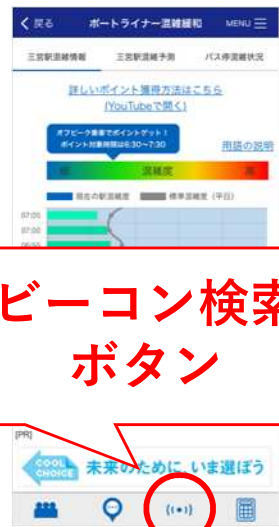 戻る ポートライナー混雑緩和 MENU
三宮駅混雑情報 三宮駅混雑予測 バス停混雑状況
詳しいポイント獲得方法はこちら
(YouTubeで開く)
オフピーク乗車でポイントゲット！
ポイント対象時間は6:30～7:30
用語の説明
低 混雑度 高
現在の駅混雑度 標準混雑度（平日）
07:05
07:00
06:55
ビーコン検索
ボタン
[PR]
COOL CHOICE 未来のために、いま選ぼう